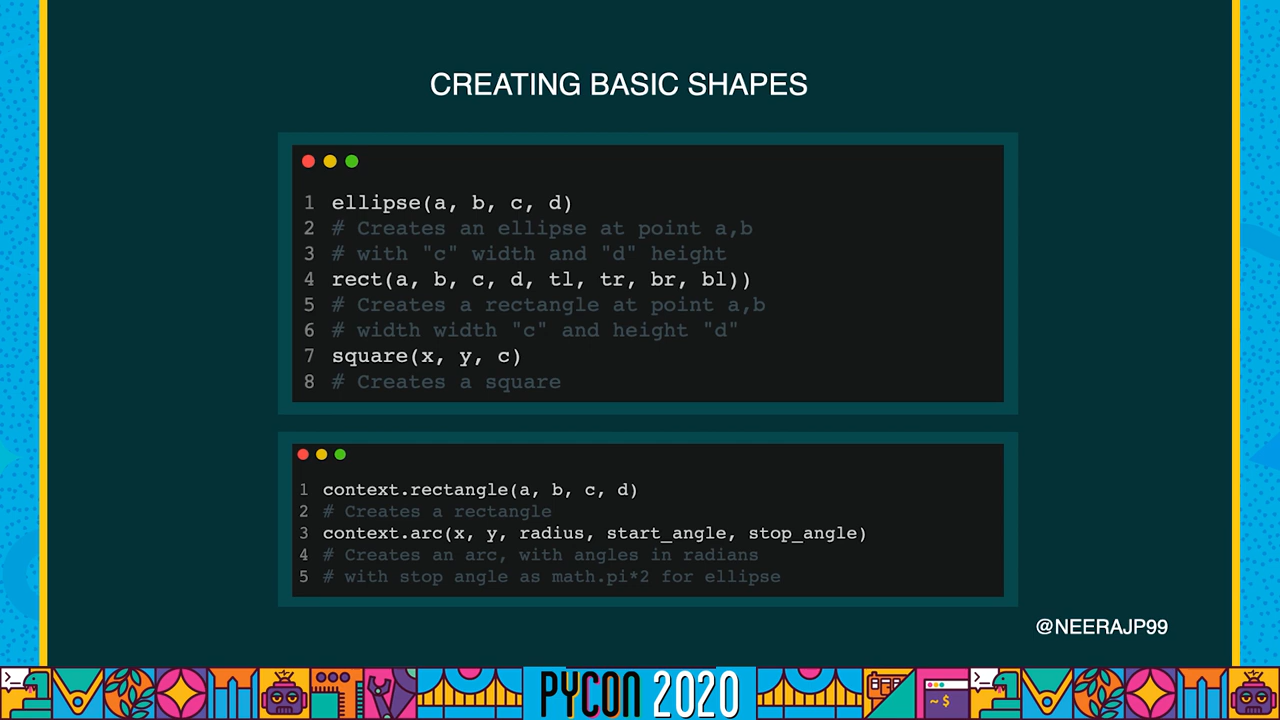 CREATING BASIC SHAPES
1 ellipse(a, b, c, d)
2 # Creates an ellipse at point a,b
3 # with "c" width and "d" height
4 rect(a, b, c, d, tl, tr, br, bl))
5 # Creates a rectangle at point a,b
6 # width width "c" and height "d"
7 square(x, y, c)
8 # Creates a square
1 context.rectangle(a, b, c, d)
2 # Creates a rectangle
3 context.arc(x, y, radius, start_angle, stop_angle)
4 # Creates an arc, with angles in radians
5 # with stop angle as math.pi*2 for ellipse
@NEERAJP99
PYCON 2020
~ $